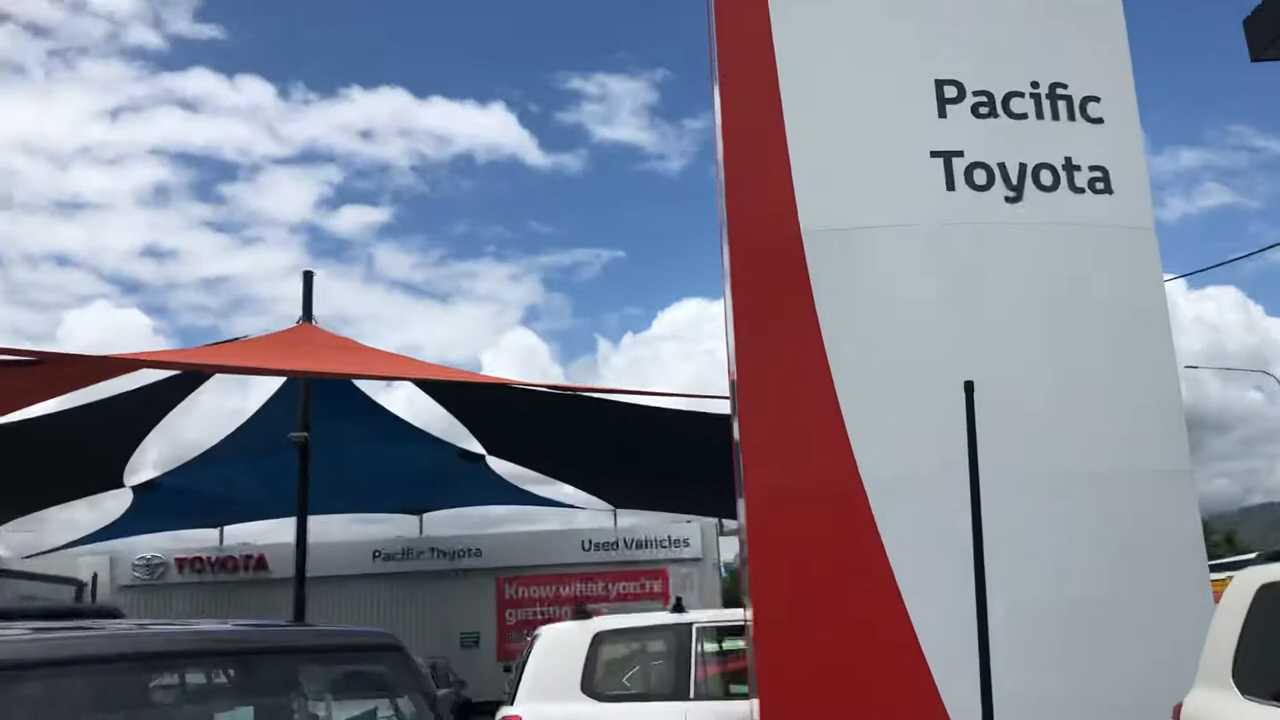 Pacific
Toyota
TOYOTA
Pacific Toyota
Used Vehicles
Know what you're
getting